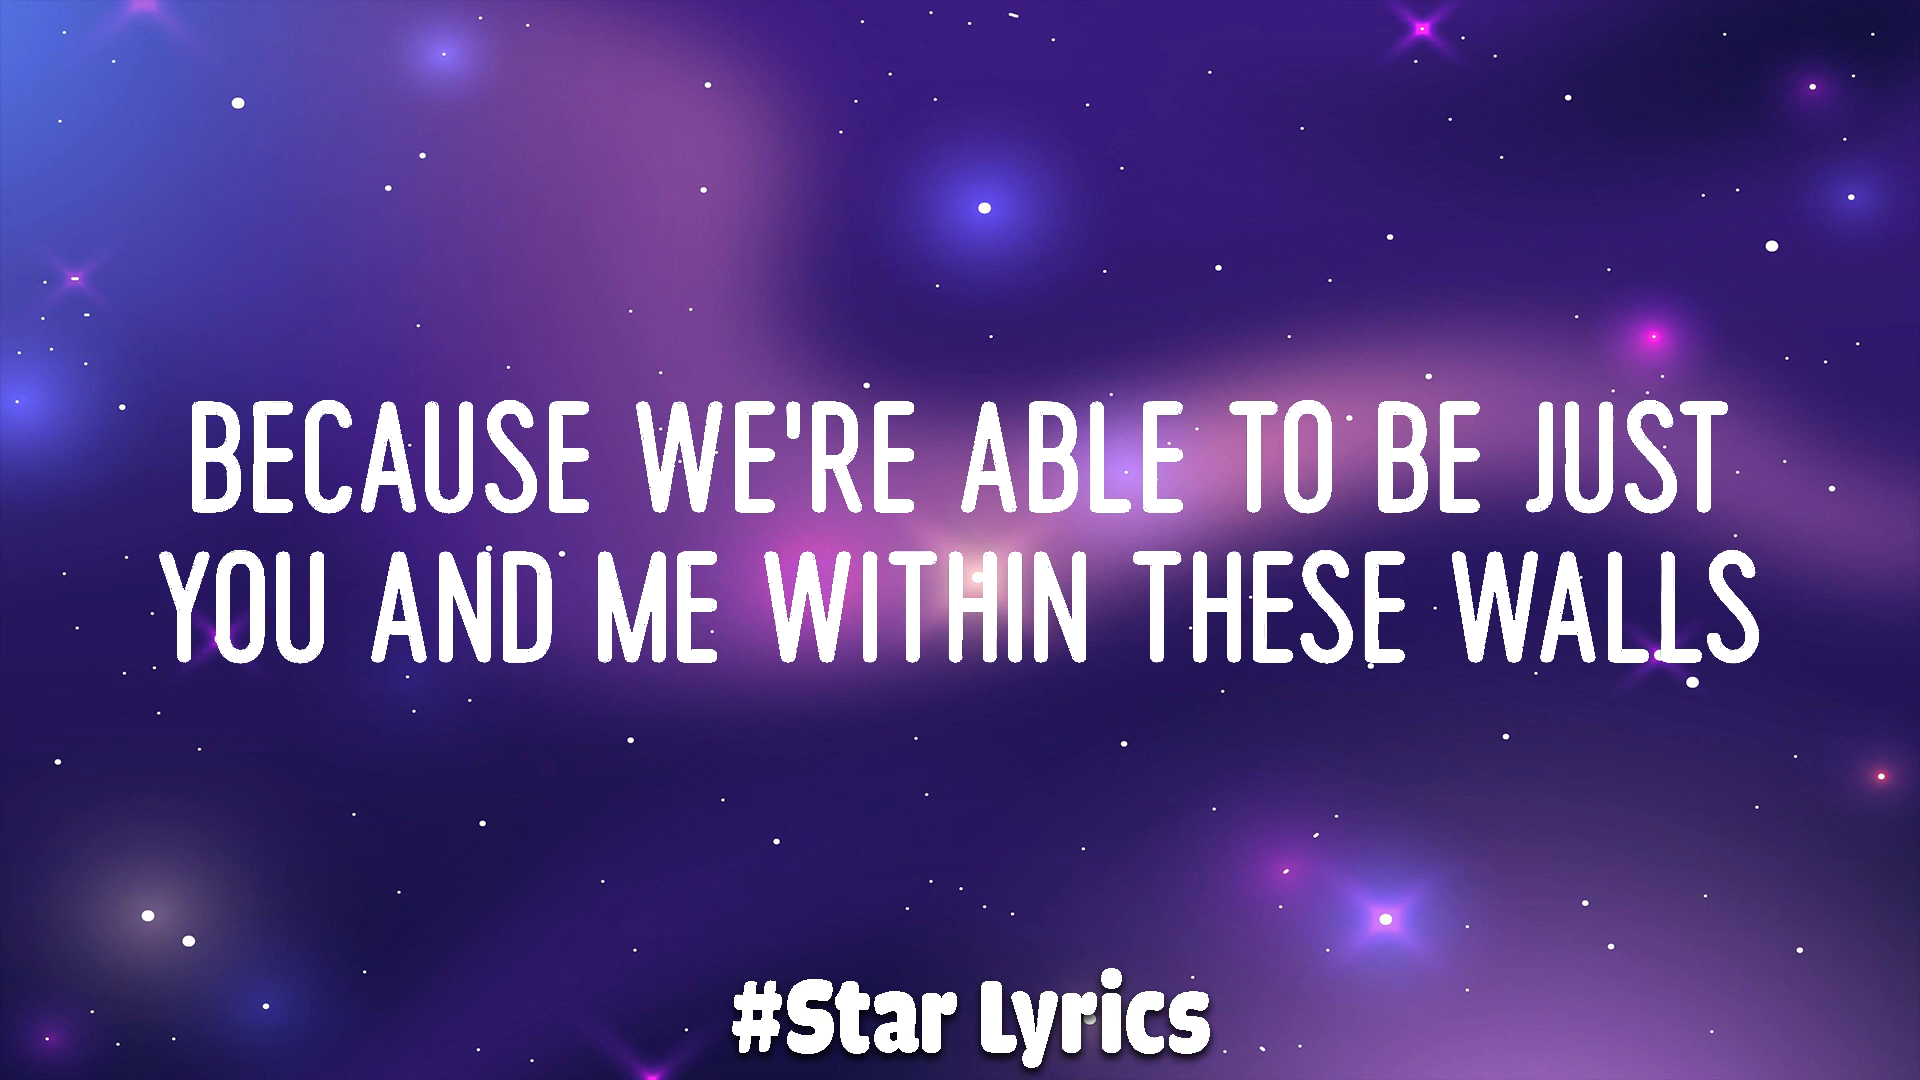 BECAUSE WE'RE ABLE TO BE JUST
YOU AND ME WITHIN THESE WALLS
#Star Lyrics